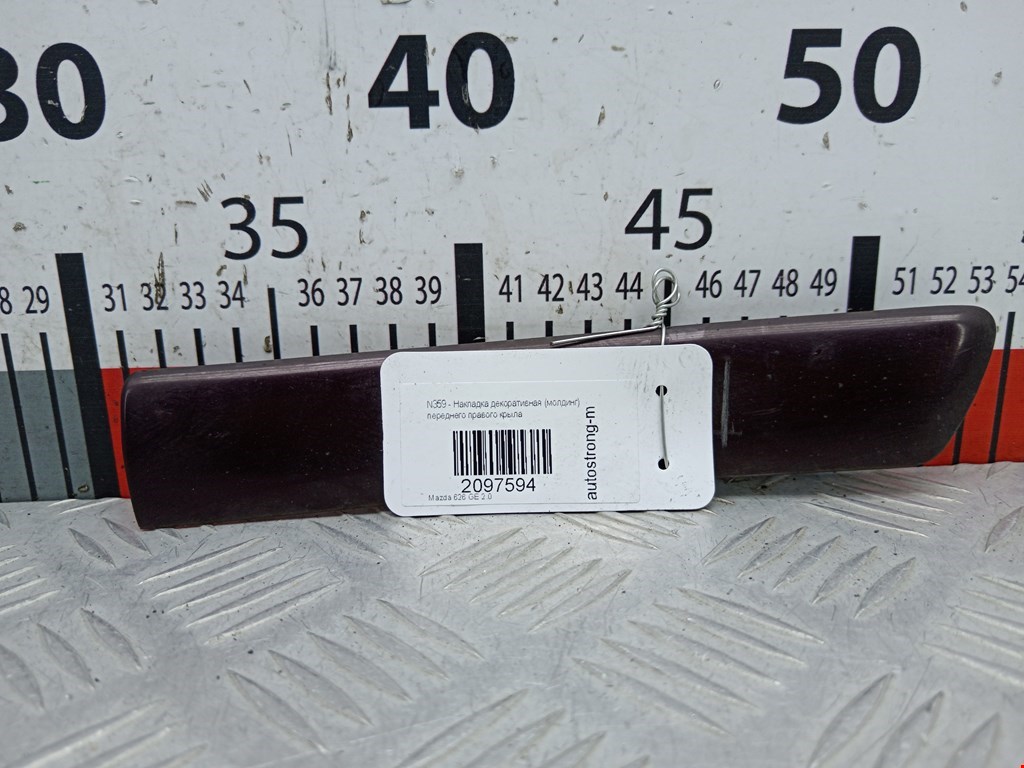 30 40 50
35 45
29 31 32 33 34 36 37 38 39 41 42 43 44 46 47 48 49 51 52 53
N359 - Накладка декоративная (молдинг)
переднего правого крыла
2097594
Mazda 626 GE 2.0
autostrong-m